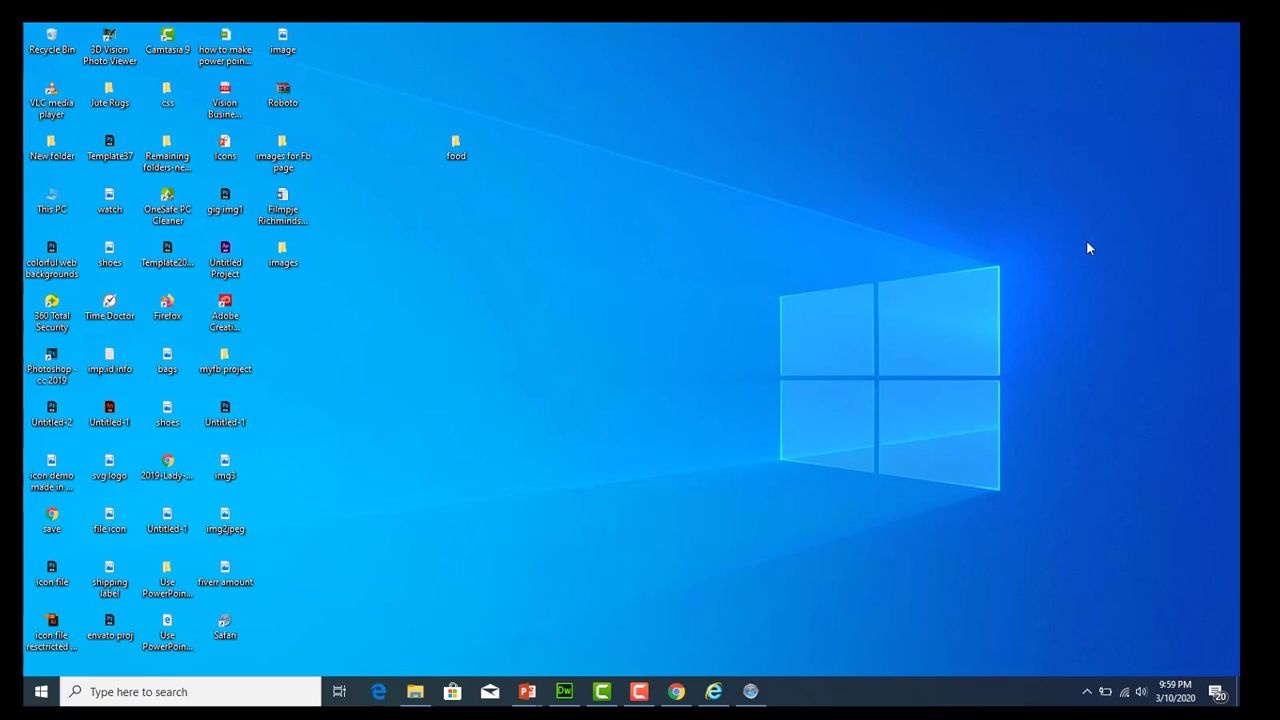 Recycle Bin
3D Vision
Photo Viewer
Camtasia 9
how to make
power poin...
image
VLC media
player
Jute Rugs
css
Vision
Busine...
Roboto
New folder
Template37
Remaining
folders-ne...
Icons
images for Fb
page
food
This PC
watch
OneSafe PC
Cleaner
gig img1
Filmpje
Richminds...
colorful web
backgrounds
shoes
Template20...
Untitled
Project
images
360 Total
Security
Time Doctor
Firefox
Adobe
Creati...
Photoshop -
cc 2019
imp.id info
bags
myfb project
Untitled-2
Untitled-1
shoes
Untitled-1
icon demo
made in ...
svg logo
2019-Lady-...
img3
save
file icon
Untitled-1
img2jpeg
icon file
shipping
label
Use
PowerPoin...
fiverr amount
icon file
resctricted ...
envato proj
Use
PowerPoin...
Safari
Type here to search
Dw
9:59 PM
3/10/2020
20